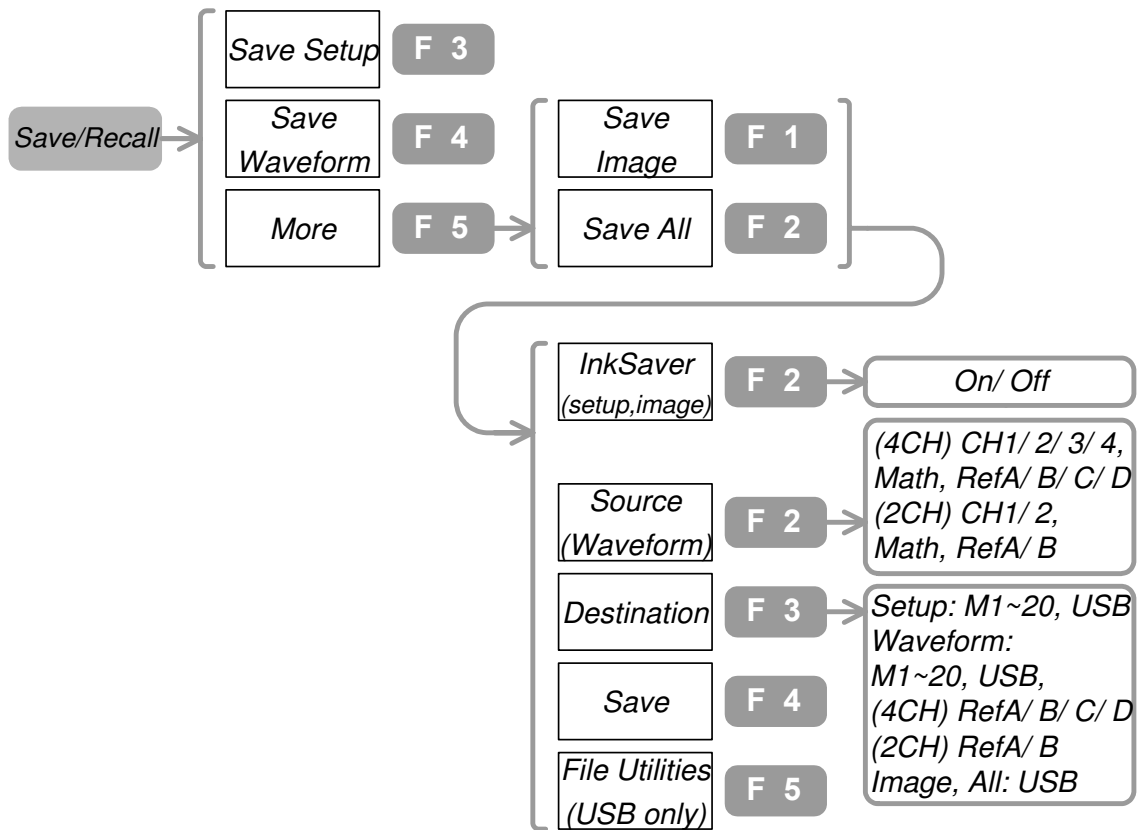 Save/Recall
Save Setup
F 3
Save
Waveform
F 4
More
F 5
Save
Image
F 1
Save All
F 2
InkSaver
(setup,image)
F 2
On/ Off
Source
(Waveform)
F 2
(4CH) CH1/ 2/ 3/ 4,
Math, RefA/ B/ C/ D
(2CH) CH1/ 2,
Math, RefA/ B
Destination
F 3
Setup: M1~20, USB
Waveform:
M1~20, USB,
(4CH) RefA/ B/ C/ D
(2CH) RefA/ B
Image, All: USB
Save
F 4
File Utilities
(USB only)
F 5